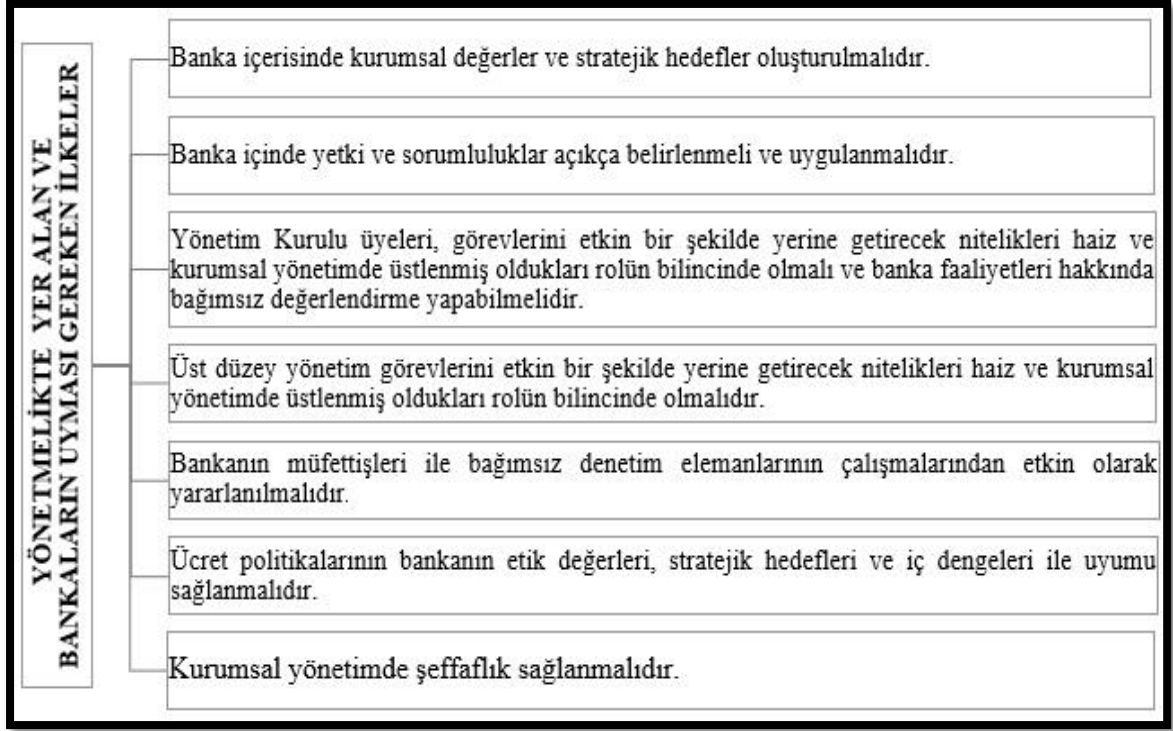 YÖNETMELİKTE YER ALAN VE
BANKALARIN UYMASI GEREKEN İLKELER
Banka içerisinde kurumsal değerler ve stratejik hedefler oluşturulmalıdır.
Banka içinde yetki ve sorumluluklar açıkça belirlenmeli ve uygulanmalıdır.
Yönetim Kurulu üyeleri, görevlerini etkin bir şekilde yerine getirecek nitelikleri haiz ve
kurumsal yönetimde üstlenmiş oldukları rolün bilincinde olmalı ve banka faaliyetleri hakkında
bağımsız değerlendirme yapabilmelidir.
Üst düzey yönetim görevlerini etkin bir şekilde yerine getirecek nitelikleri haiz ve kurumsal
yönetimde üstlenmiş oldukları rolün bilincinde olmalıdır.
Bankanın müfettişleri ile bağımsız denetim elemanlarının çalışmalarından etkin olarak
yararlanılmalıdır.
Ücret politikalarının bankanın etik değerleri, stratejik hedefleri ve iç dengeleri ile uyumu
sağlanmalıdır.
Kurumsal yönetimde şeffaflık sağlanmalıdır.